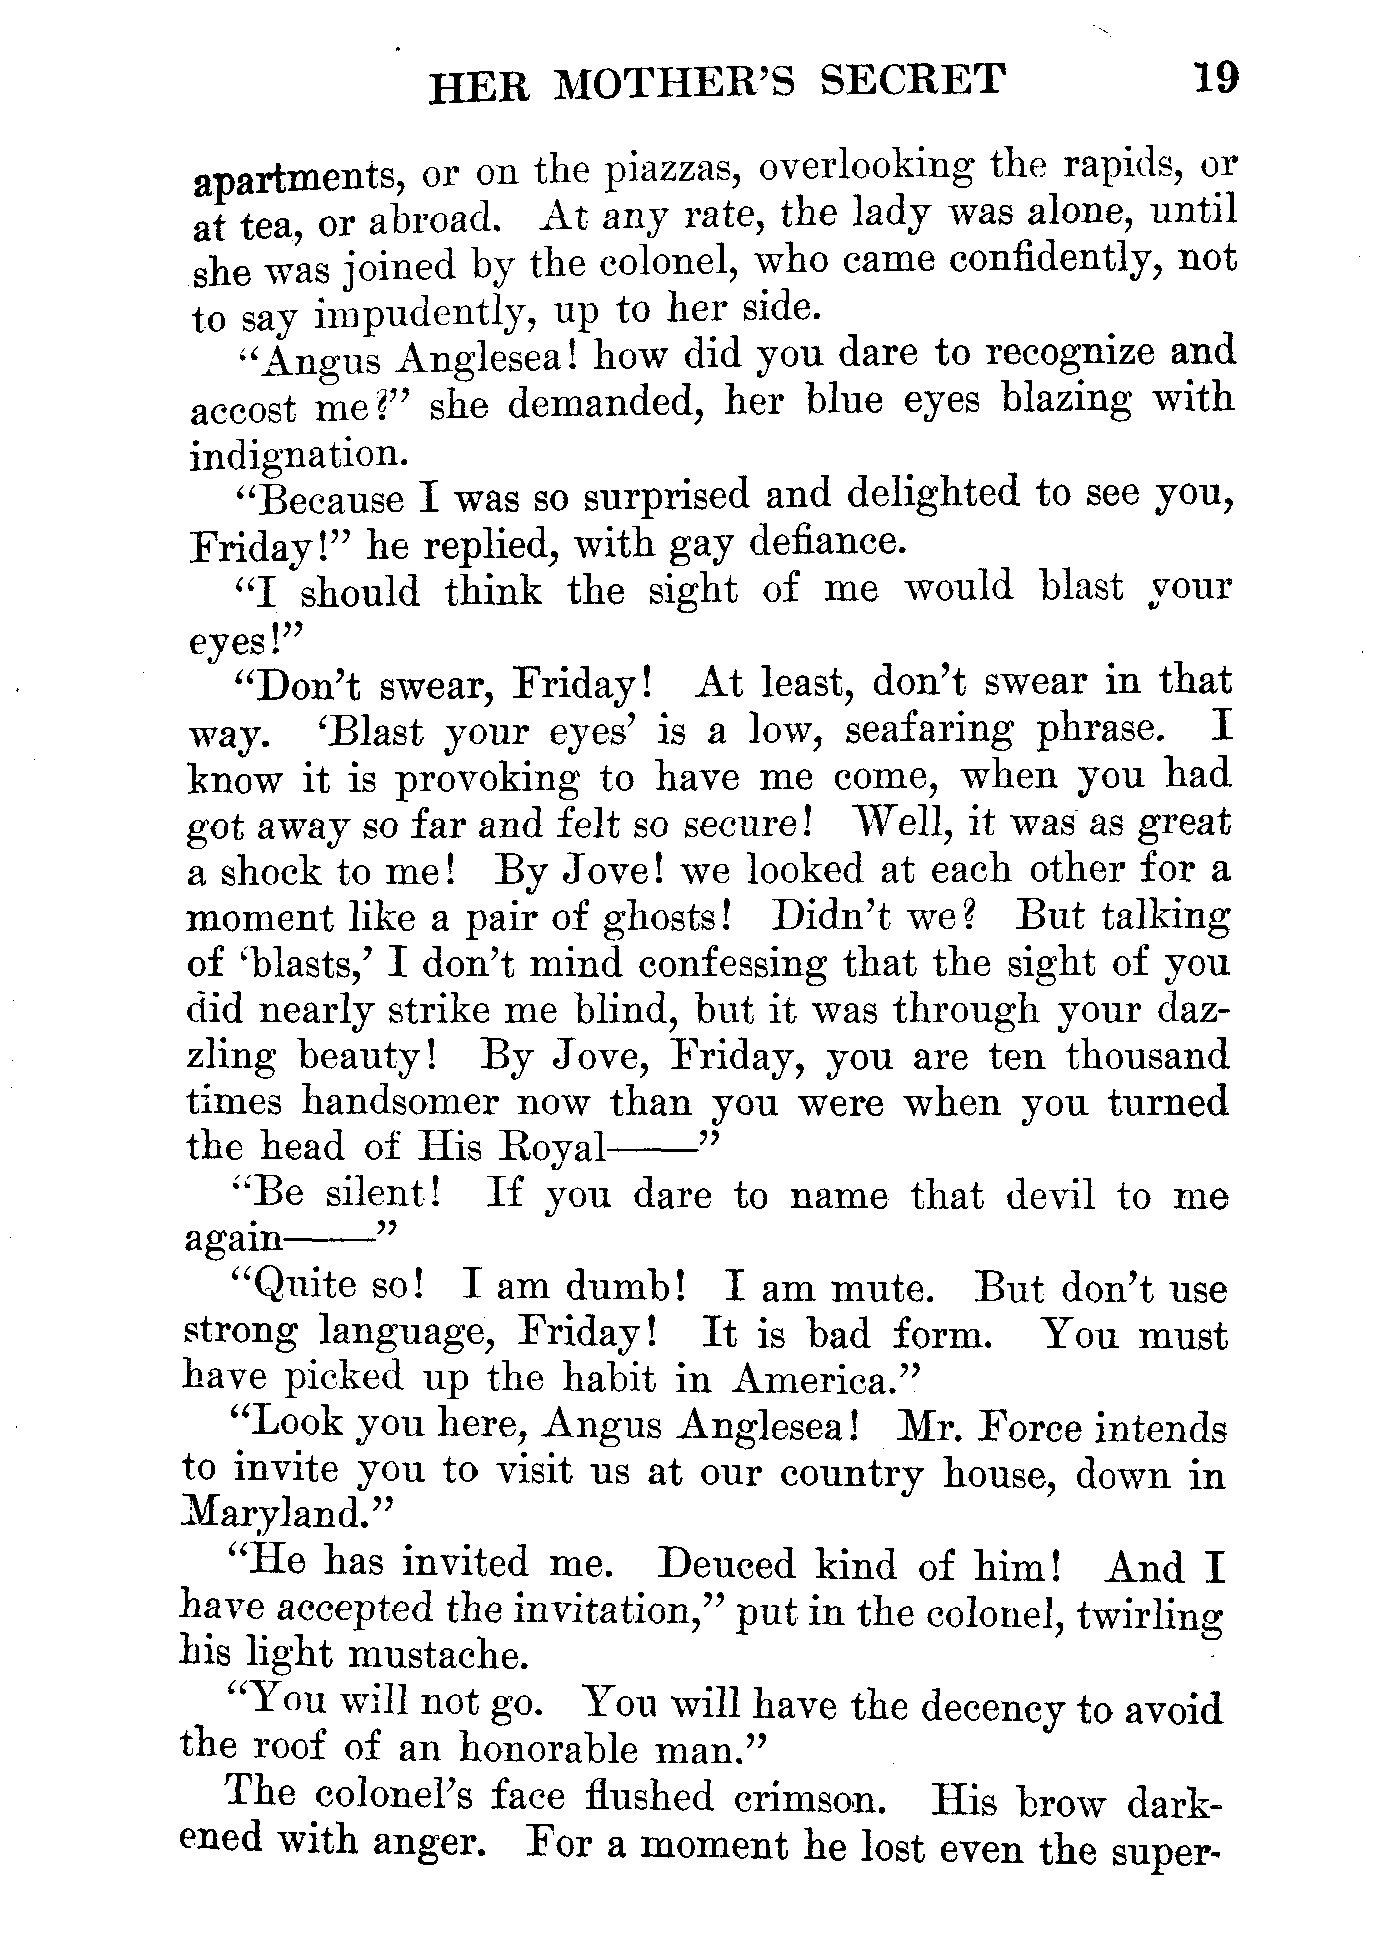 HER MOTHER'S SECRET 19
apartments, or on the piazzas, overlooking the rapids, or
at tea, or abroad. At any rate, the lady was alone, until
she was joined by the colonel, who came confidently, not
to say impudently, up to her side.
“Angus Anglesea! how did you dare to recognize and
accost me?” she demanded, her blue eyes blazing with
indignation.
“Because I was so surprised and delighted to see you,
Friday!” he replied, with gay defiance.
“I should think the sight of me would blast your
eyes!”
“Don’t swear, Friday! At least, don’t swear in that
way. ‘Blast your eyes’ is a low, seafaring phrase. I
know it is provoking to have me come, when you had
got away so far and felt so secure! Well, it was as great
a shock to me! By Jove! we looked at each other for a
moment like a pair of ghosts! Didn’t we? But talking
of ‘blasts,’ I don’t mind confessing that the sight of you
did nearly strike me blind, but it was through your daz-
zling beauty! By Jove, Friday, you are ten thousand
times handsomer now than you were when you turned
the head of His Royal——”
“Be silent! If you dare to name that devil to me
again——”
“Quite so! I am dumb! I am mute. But don’t use
strong language, Friday! It is bad form. You must
have picked up the habit in America.”
“Look you here, Angus Anglesea! Mr. Force intends
to invite you to visit us at our country house, down in
Maryland.”
“He has invited me. Deuced kind of him! And I
have accepted the invitation,” put in the colonel, twirling
his light mustache.
“You will not go. You will have the decency to avoid
the roof of an honorable man.”
The colonel’s face flushed crimson. His brow dark-
ened with anger. For a moment he lost even the super-